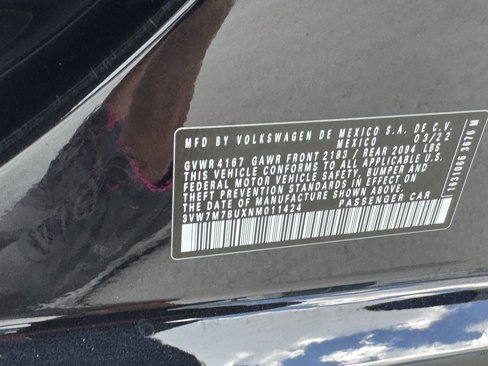 MFD BY VOLKSWAGEN DE MEXICO S.A. DE C.V.
MEXICO 03/22
GVWR 4167 GAWR FRONT 2183 / REAR 2094 LBS
THIS VEHICLE CONFORMS TO ALL APPLICABLE U.S.
FEDERAL MOTOR VEHICLE SAFETY, BUMPER AND
THEFT PREVENTION STANDARDS IN EFFECT ON
THE DATE OF MANUFACTURE SHOWN ABOVE.
3VW7M7BUXNM011424 PASSENGER CAR
1631066 3676 M